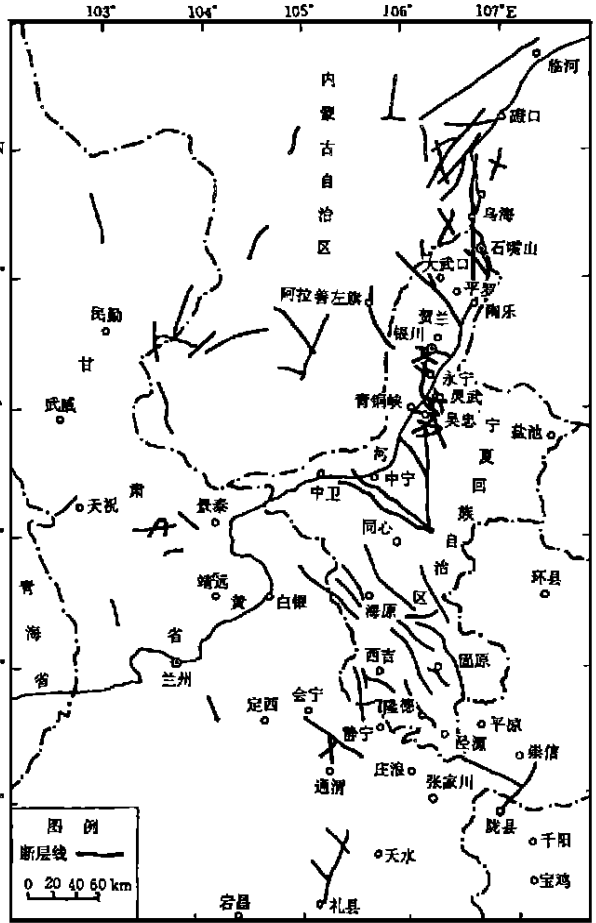 103°
104°
105°
106°
107°E
N
临河
内蒙古自治区
磴口
乌海
石嘴山
大武口
阿拉善左旗
平罗
陶乐
贺兰
民勤
银川
甘
永宁
灵武
青铜峡
武威
吴忠
宁夏回族自治区
盐池
河
中宁
中卫
肃
天祝
景泰
同心
青海省
靖远
黄
白银
海原
环县
省
兰州
西吉
固原
会宁
定西
隆德
静宁
平凉
泾源
崇信
通渭
庄浪
张家川
陇县
图 例
断层线
千阳
天水
宝鸡
0 20 40 60 km
礼县
宕昌